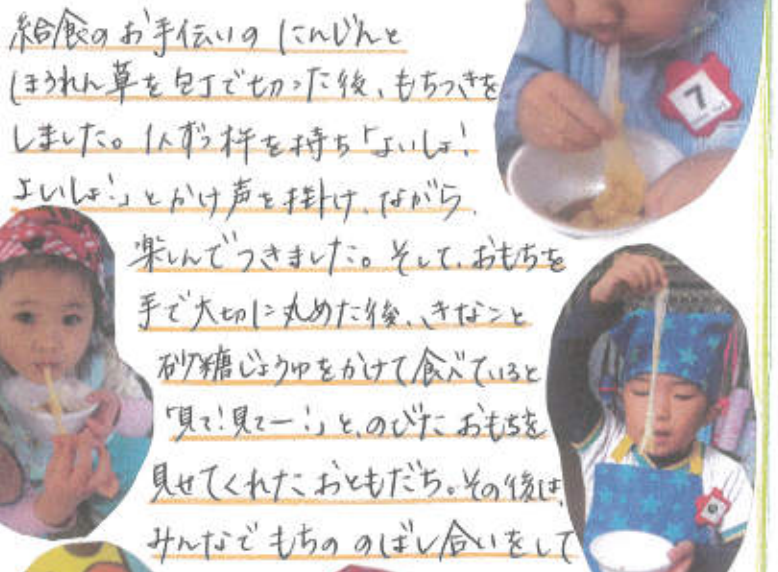 給食のお手伝いの にんじんと
ほうれん草を包丁で切った後、もちつきを
しました。1人ずつ杵を持ち「よいしょ!
よいしょ!」とかけ声を掛け、ながら、
楽しんでつきました。そして、おもちを
手で大切に丸めた後、きなこと
砂糖じょうゆをかけて食べていると
「見て!見てー!」と、のびた おもちを
見せてくれた おともだち。その後は、
みんなで もちの のばし合いをして
7